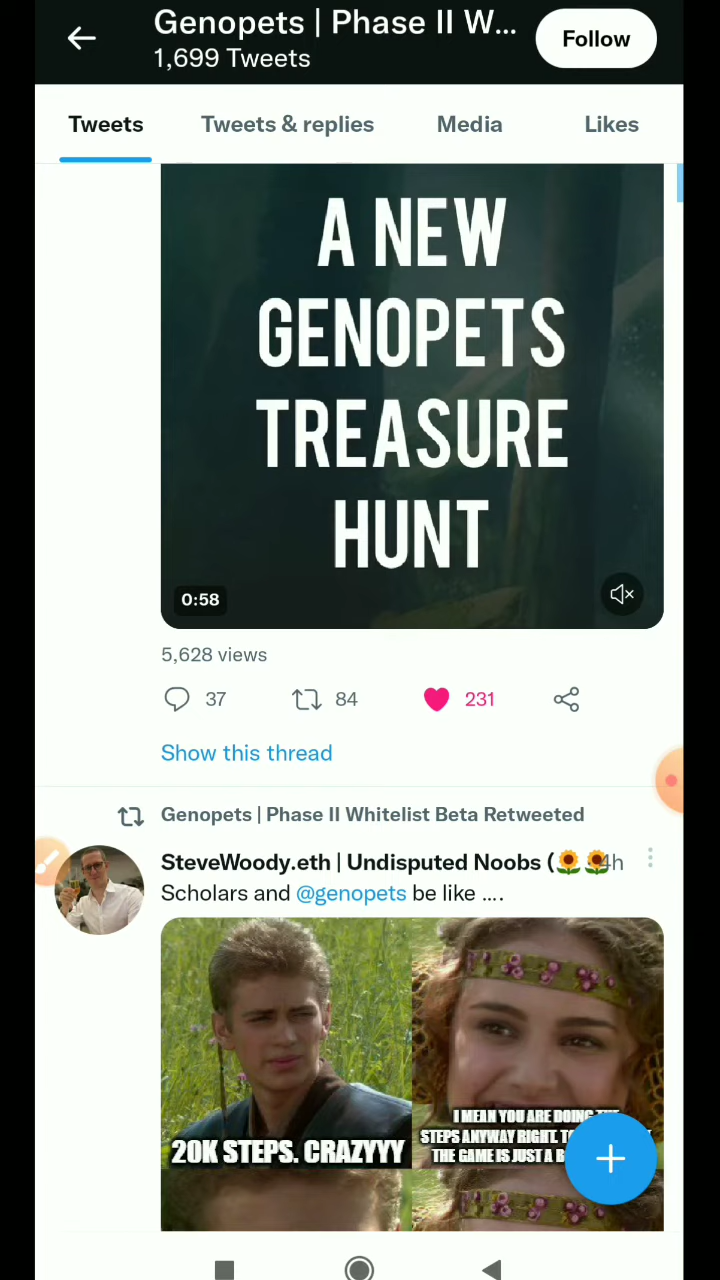 Genopets | Phase II W...
1,699 Tweets
Follow
Tweets
Tweets & replies
Media
Likes
A NEW
GENOPETS
TREASURE
HUNT
0:58
5,628 views
37
84
231
Show this thread
Genopets | Phase II Whitelist Beta Retweeted
SteveWoody.eth | Undisputed Noobs (🌻🌻4h
Scholars and @genopets be like ....
20K STEPS. CRAZYYY
I MEAN YOU ARE DOING
STEPS ANYWAY RIGHT.
THE GAME IS JUST A